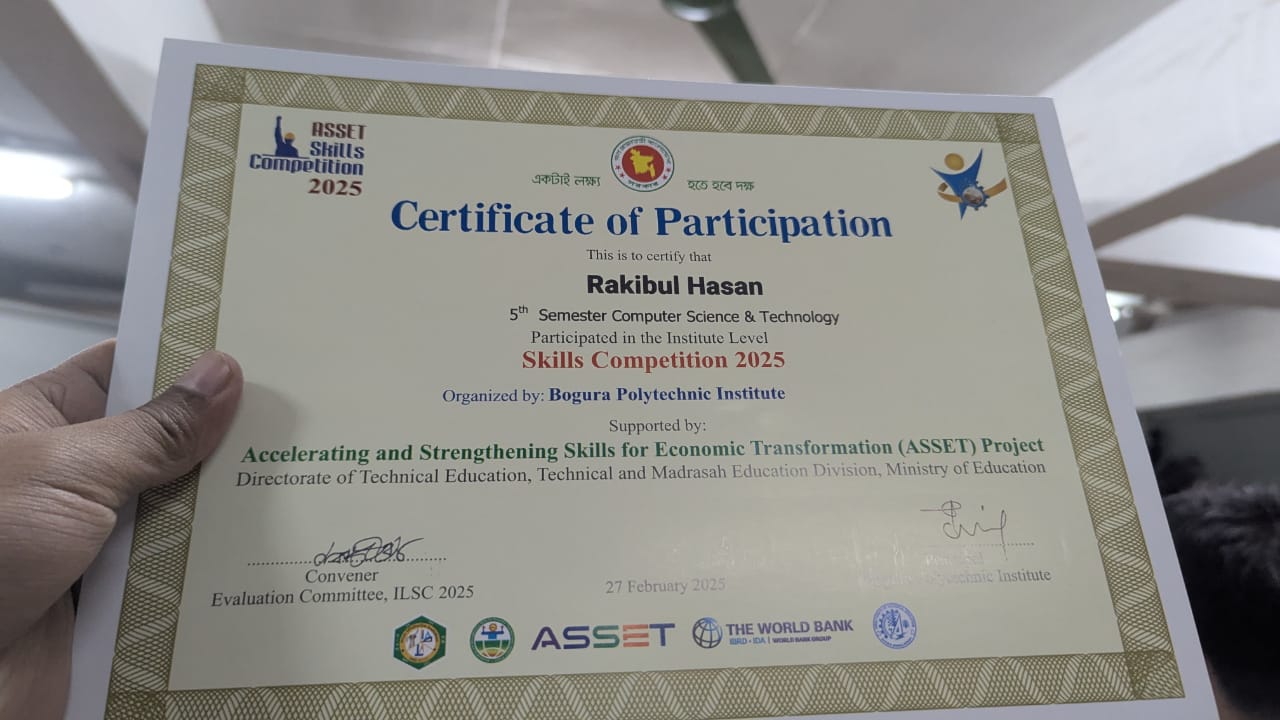 ASSET
Skills
Competition
2025
একটাই লক্ষ্য
হতে হবে দক্ষ
Certificate of Participation
This is to certify that
Rakibul Hasan
5th Semester Computer Science & Technology
Participated in the Institute Level
Skills Competition 2025
Organized by: Bogura Polytechnic Institute
Supported by:
Accelerating and Strengthening Skills for Economic Transformation (ASSET) Project
Directorate of Technical Education, Technical and Madrasah Education Division, Ministry of Education
Convener
Evaluation Committee, ILSC 2025
27 February 2025
Polytechnic Institute
ASSET
THE WORLD BANK
IBRD • IDA | WORLD BANK GROUP